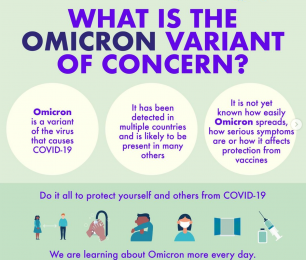 WHAT IS THE
OMICRON VARIANT
OF CONCERN?
Omicron
is a variant
of the virus
that causes
COVID-19
It has been
detected in
multiple countries
and is likely to be
present in many
others
It is not yet
known how easily
Omicron spreads,
how serious symptoms
are or how it affects
protection from
vaccines
Do it all to protect yourself and others from COVID-19
We are learning about Omicron more every day.